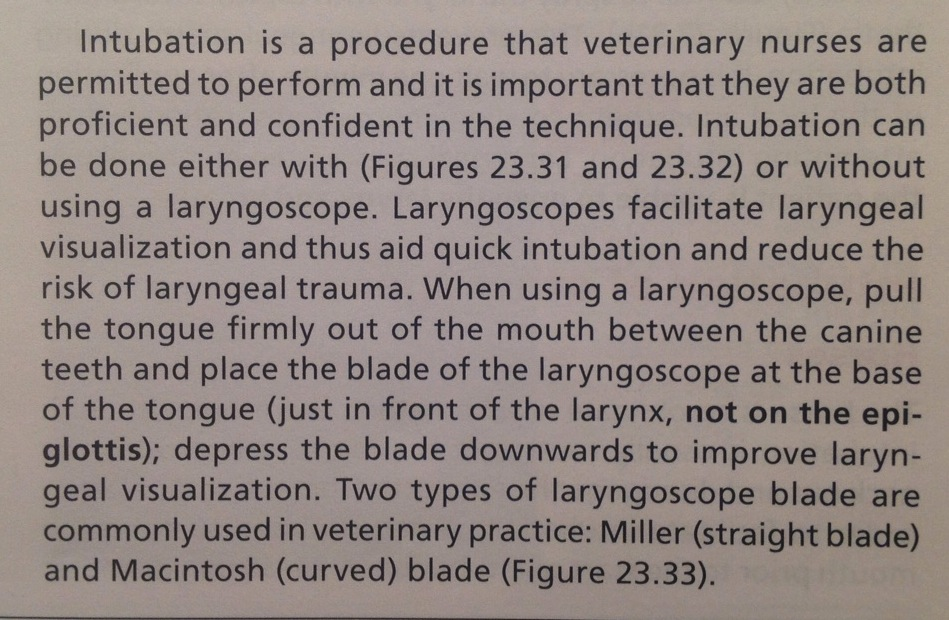 Intubation is a procedure that veterinary nurses are
permitted to perform and it is important that they are both
proficient and confident in the technique. Intubation can
be done either with (Figures 23.31 and 23.32) or without
using a laryngoscope. Laryngoscopes facilitate laryngeal
visualization and thus aid quick intubation and reduce the
risk of laryngeal trauma. When using a laryngoscope, pull
the tongue firmly out of the mouth between the canine
teeth and place the blade of the laryngoscope at the base
of the tongue (just in front of the larynx, not on the epi-
glottis); depress the blade downwards to improve laryn-
geal visualization. Two types of laryngoscope blade are
commonly used in veterinary practice: Miller (straight blade)
and Macintosh (curved) blade (Figure 23.33).